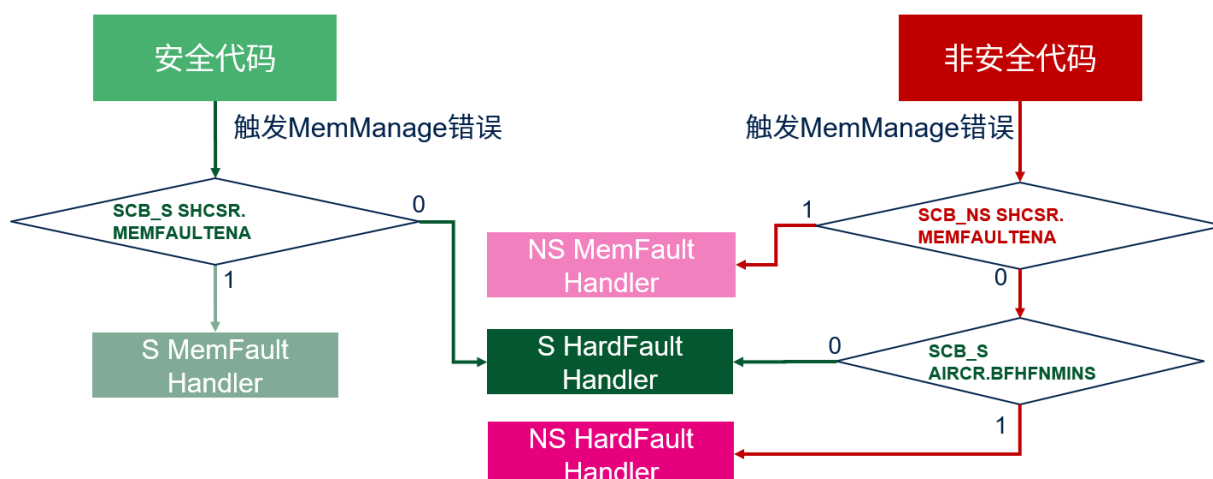 安全代码
非安全代码
触发MemManage错误
触发MemManage错误
SCB_S SHCSR.
MEMFAULTENA
0
1
SCB_NS SHCSR.
MEMFAULTENA
1
0
NS MemFault
Handler
S MemFault
Handler
S HardFault
Handler
0
SCB_S
AIRCR.BFHFNMINS
1
NS HardFault
Handler